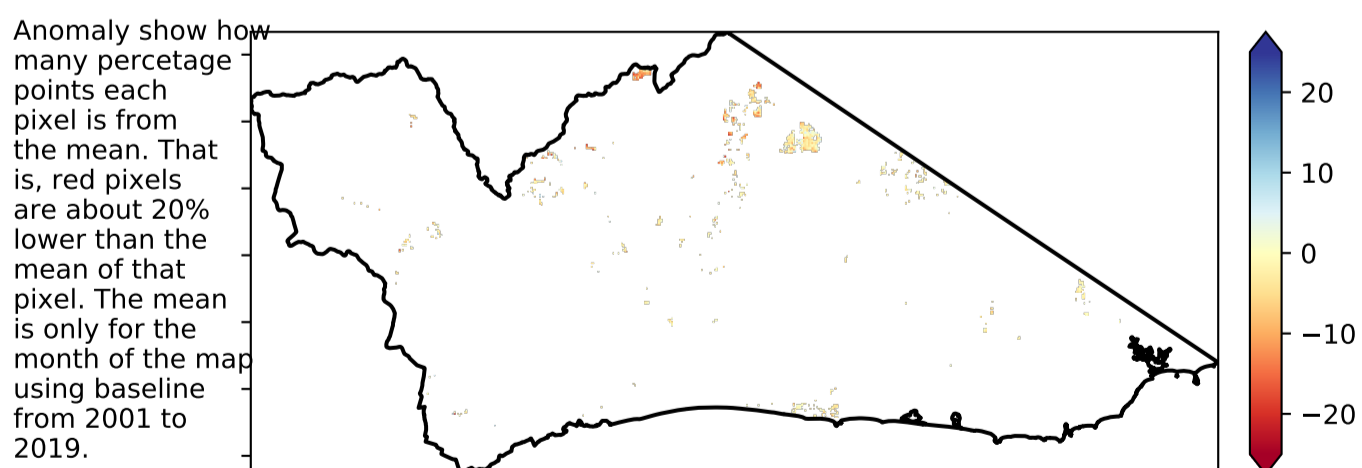 Anomaly show how
many percetage
points each
pixel is from
the mean. That
is, red pixels
are about 20%
lower than the
mean of that
pixel. The mean
is only for the
month of the map
using baseline
from 2001 to
2019.
20
10
0
−10
−20